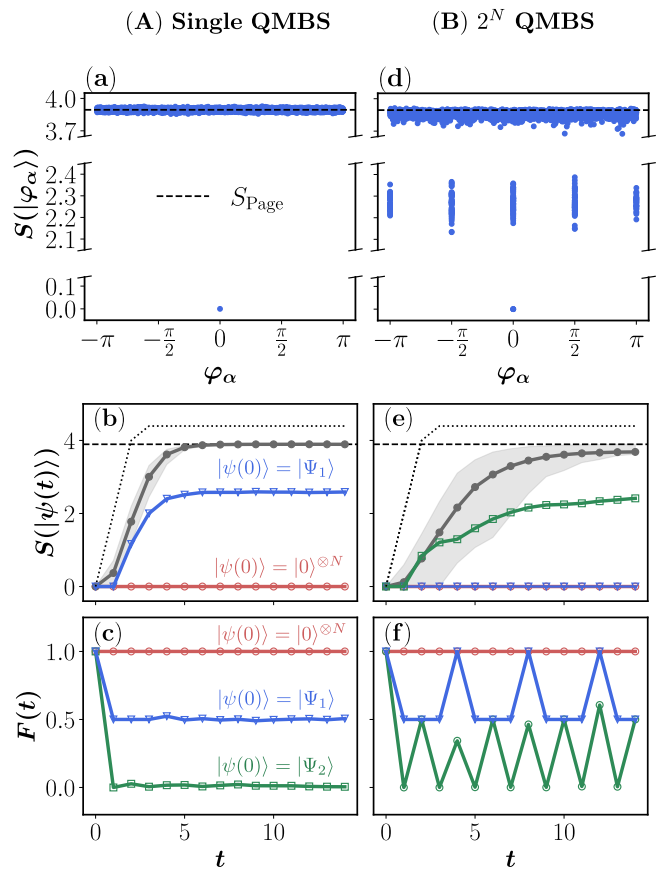 (A) Single QMBS
(B) 2^N QMBS
(a)
(d)
4.0
3.7
2.4
2.3
2.2
2.1
0.1
0.0
S(|φ_α⟩)
S_Page
−π
−π/2
0
π/2
π
φ_α
−π
−π/2
0
π/2
π
φ_α
(b)
(e)
4
2
0
S(|ψ(t)⟩)
|ψ(0)⟩ = |Ψ_1⟩
|ψ(0)⟩ = |0⟩^{⊗N}
(c)
(f)
1.0
0.5
0.0
F(t)
|ψ(0)⟩ = |0⟩^{⊗N}
|ψ(0)⟩ = |Ψ_1⟩
|ψ(0)⟩ = |Ψ_2⟩
0
5
10
t
0
5
10
t